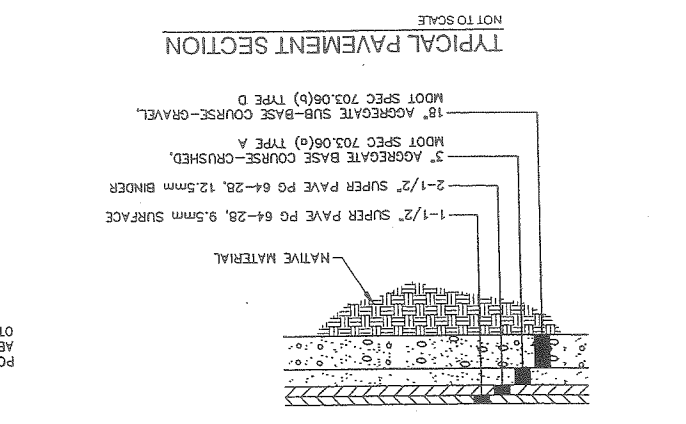 NATIVE MATERIAL
1-1/2" SUPER PAVE PG 64-28, 9.5mm SURFACE
2-1/2" SUPER PAVE PG 64-28, 12.5mm BINDER
3" AGGREGATE BASE COURSE-CRUSHED,
MDOT SPEC 703.06(a) TYPE A
18" AGGREGATE SUB-BASE COURSE-GRAVEL,
MDOT SPEC 703.06(b) TYPE D
TYPICAL PAVEMENT SECTION
NOT TO SCALE